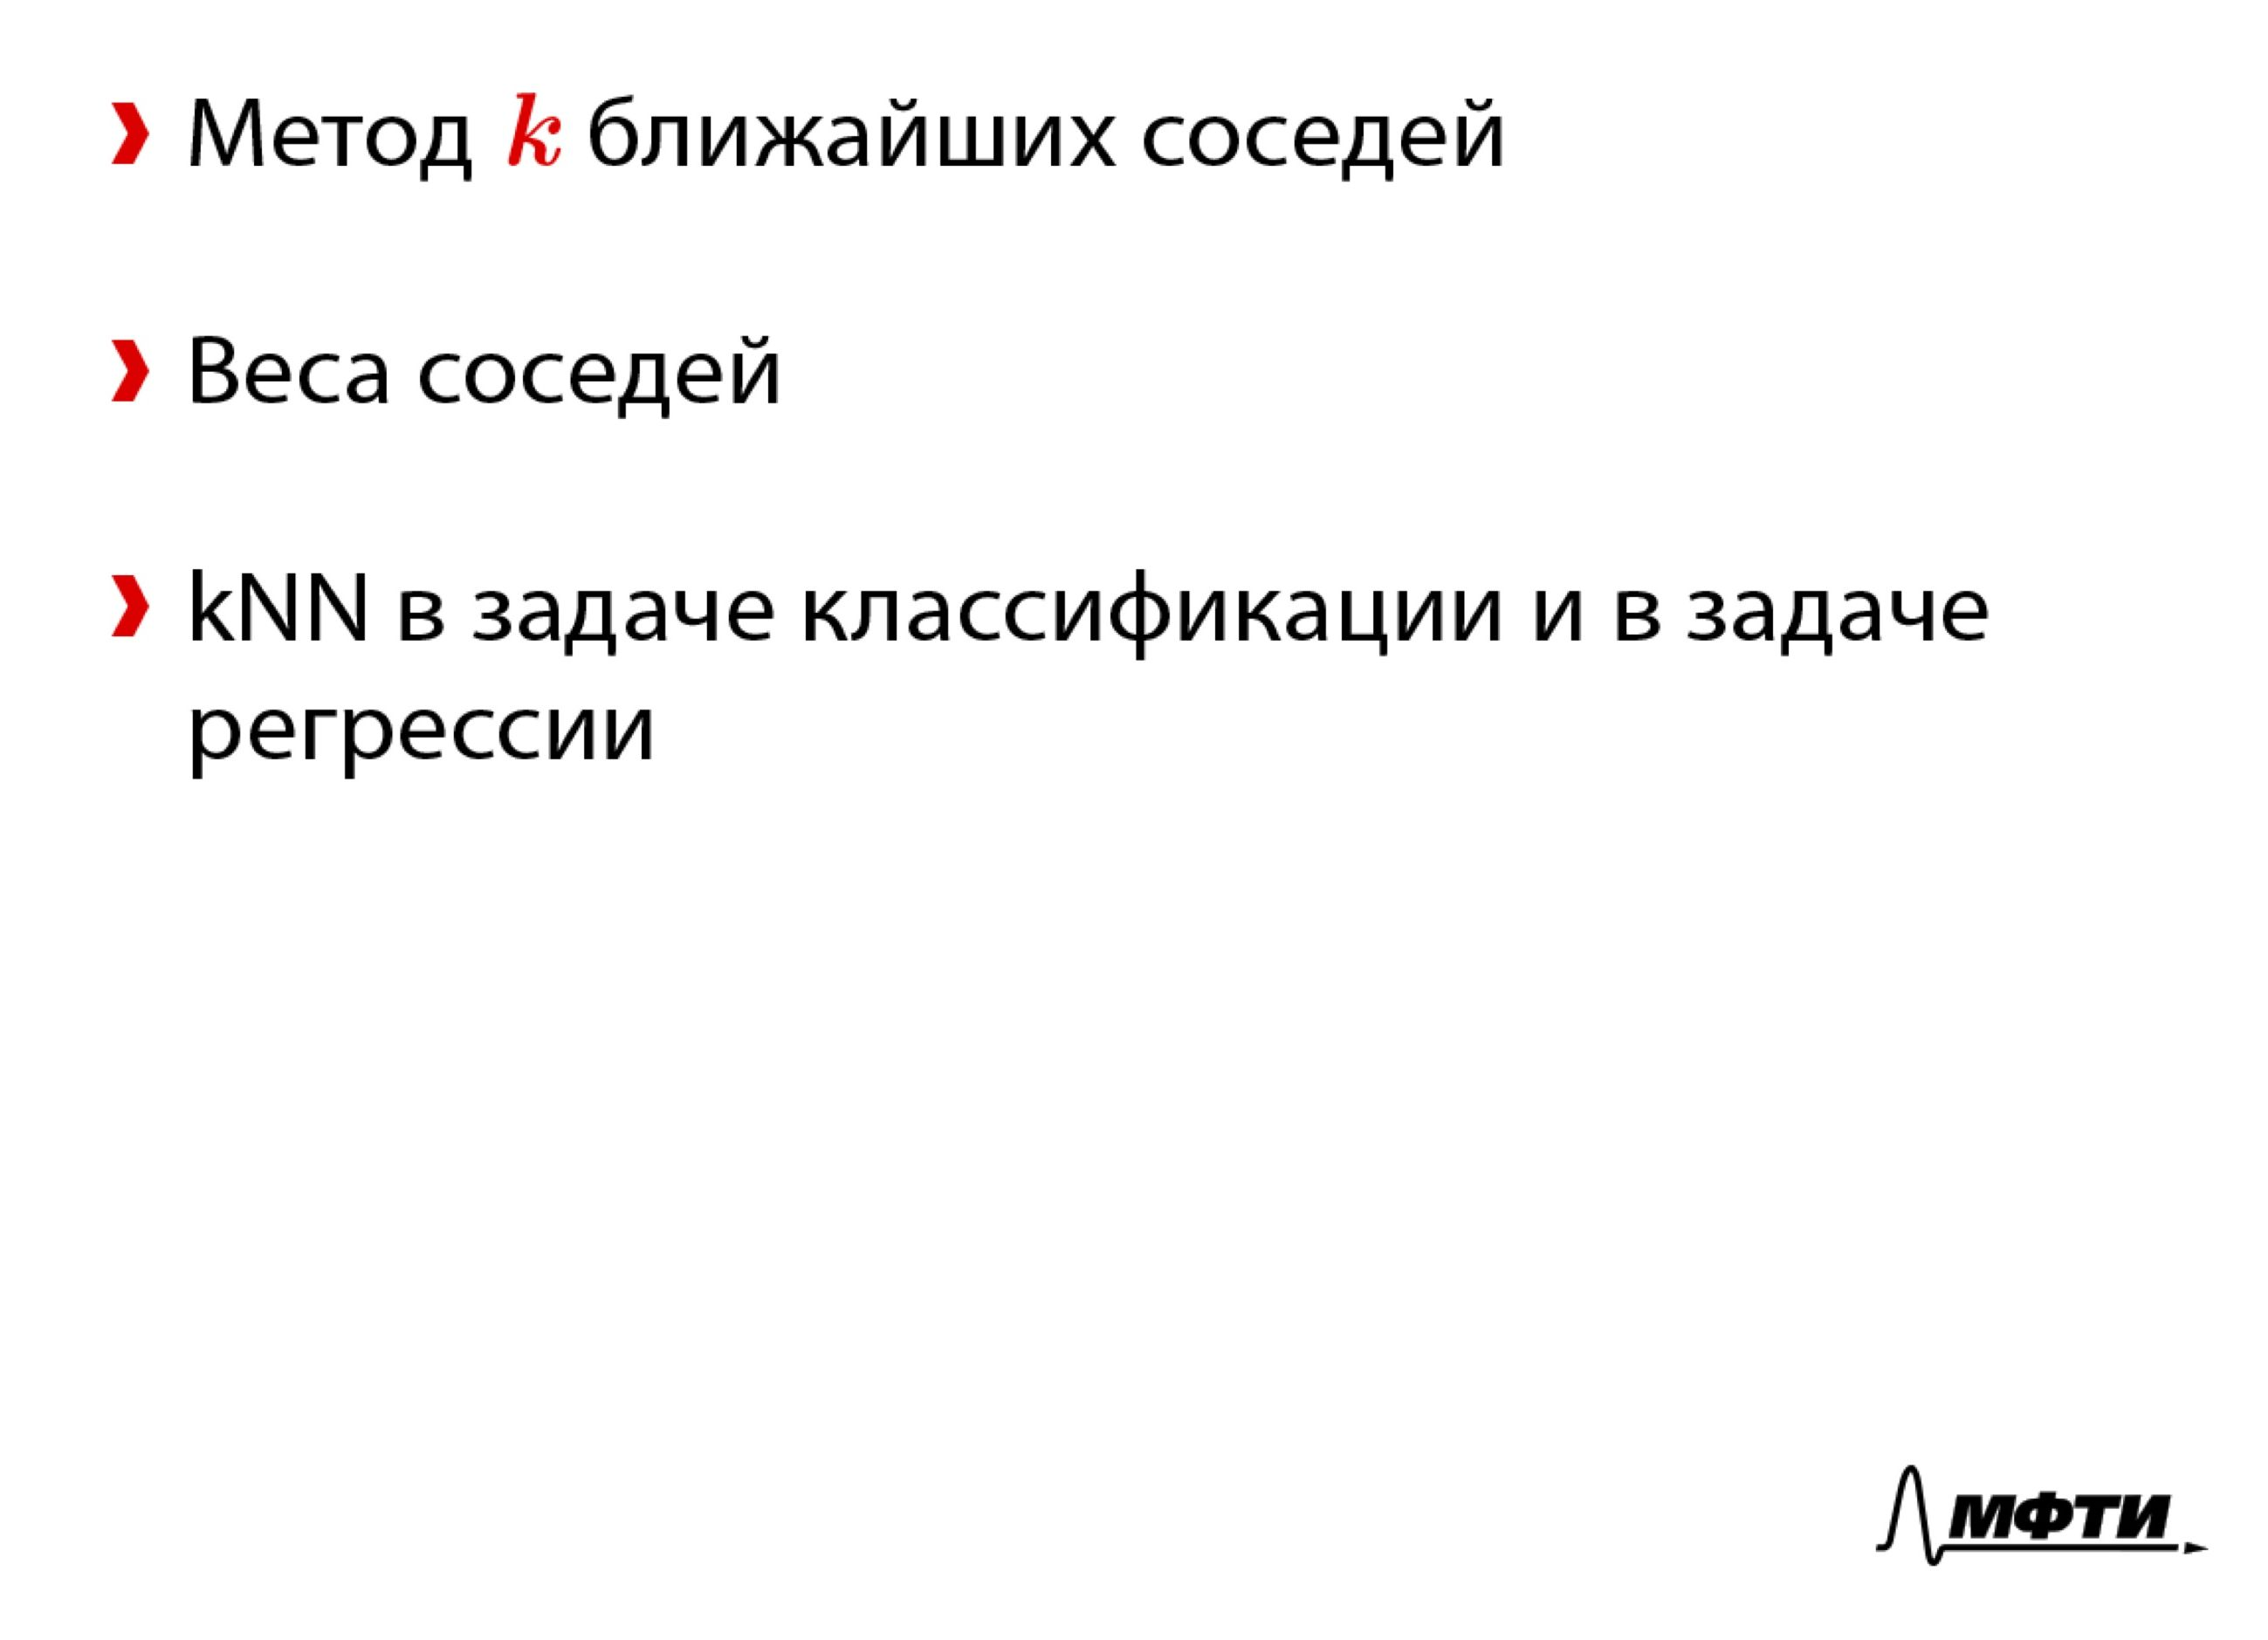 Метод k ближайших соседей
Веса соседей
kNN в задаче классификации и в задаче
регрессии
МФТИ